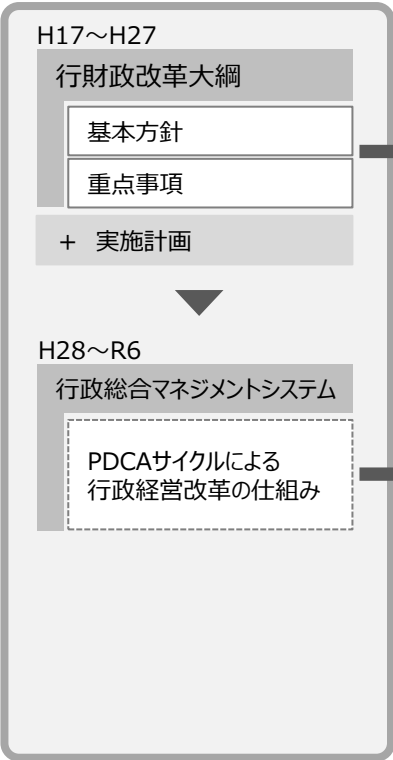 H17～H27
行財政改革大綱
基本方針
重点事項
+ 実施計画
H28～R6
行政総合マネジメントシステム
PDCAサイクルによる
行政経営改革の仕組み